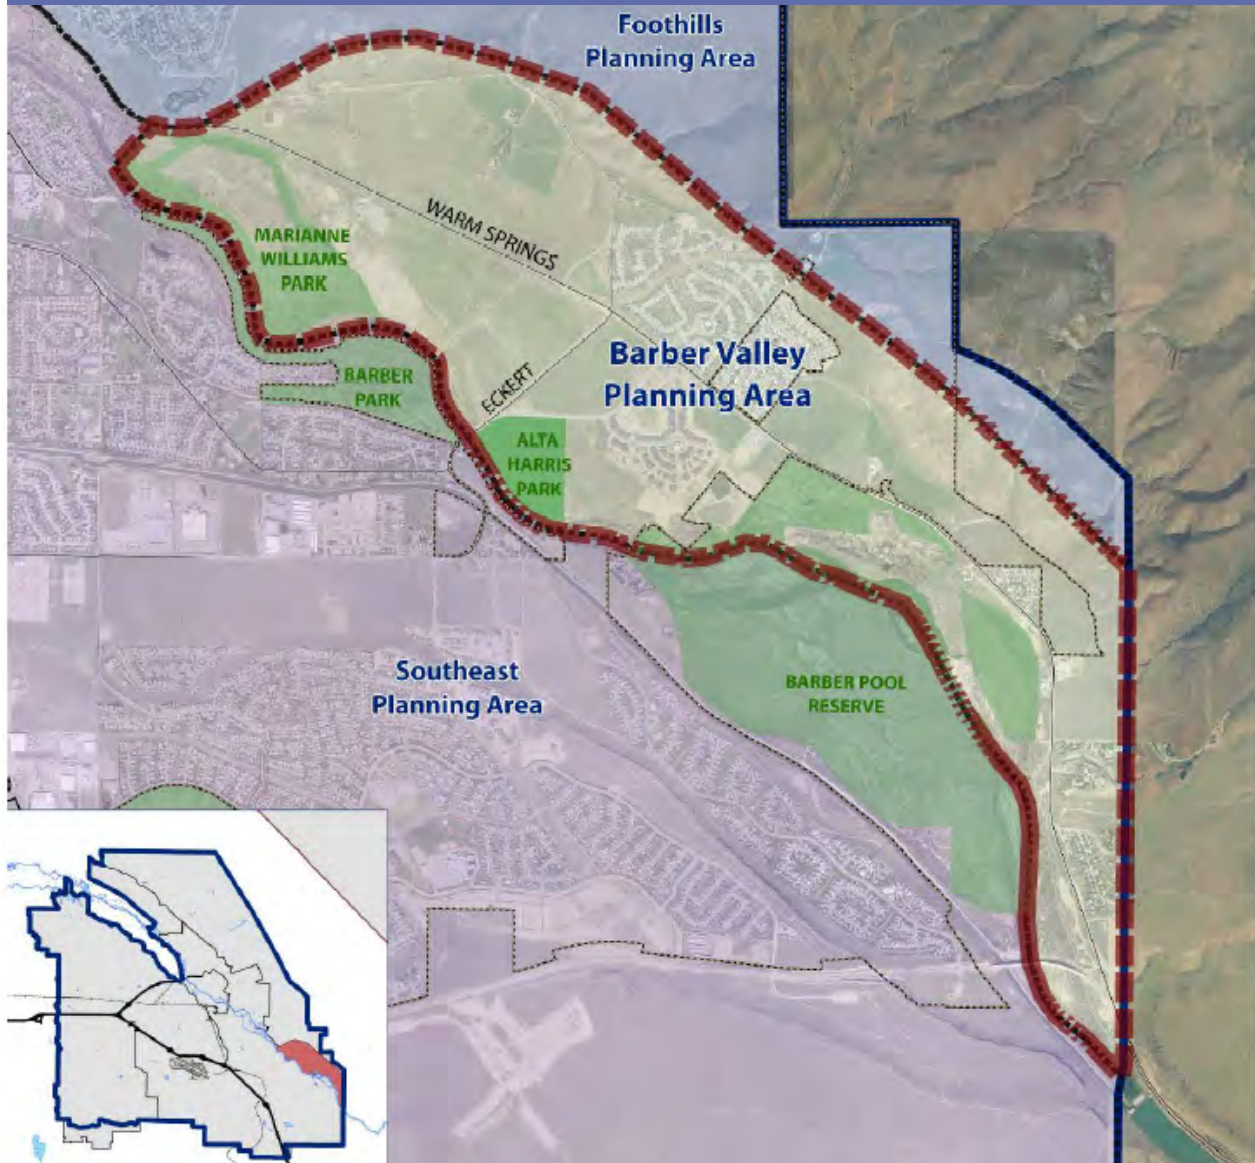 Foothills
Planning Area
WARM SPRINGS
MARIANNE
WILLIAMS
PARK
Barber Valley
Planning Area
BARBER
PARK
ECKERT
ALTA
HARRIS
PARK
Southeast
Planning Area
BARBER POOL
RESERVE